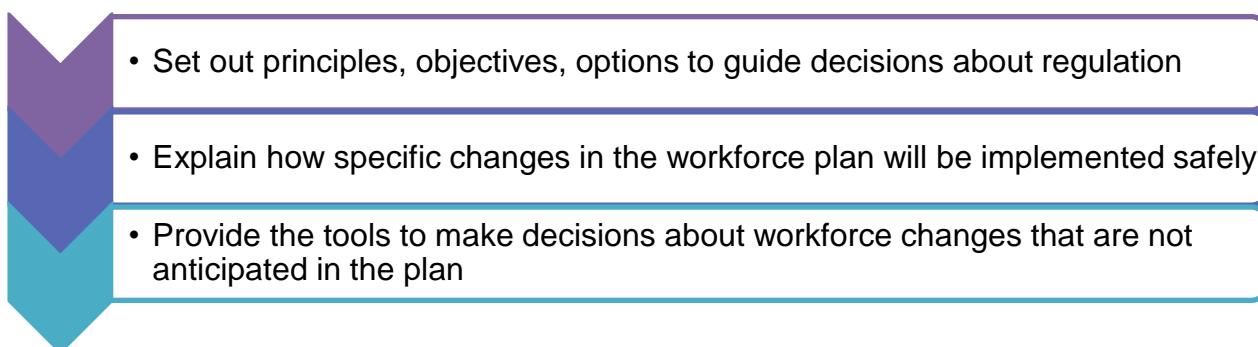 • Set out principles, objectives, options to guide decisions about regulation
• Explain how specific changes in the workforce plan will be implemented safely
• Provide the tools to make decisions about workforce changes that are not
anticipated in the plan